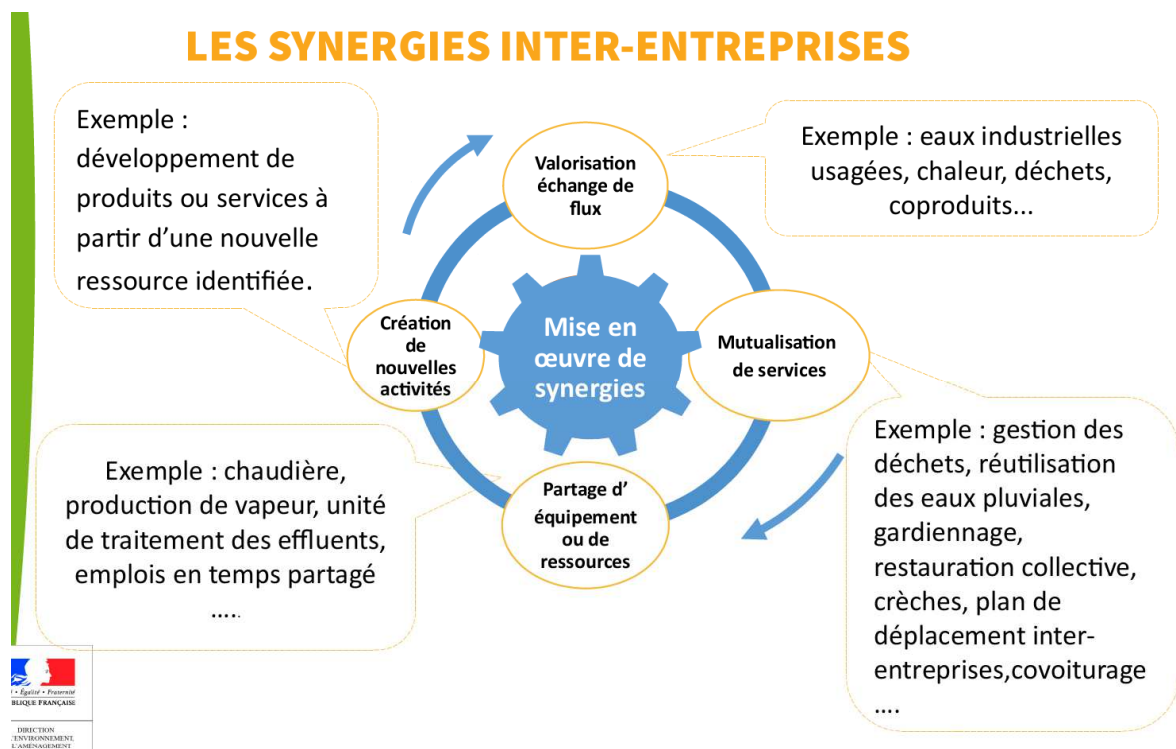 LES SYNERGIES INTER-ENTREPRISES
Exemple :
développement de
produits ou services à
partir d’une nouvelle
ressource identifiée.
Valorisation
échange de
flux
Exemple : eaux industrielles
usagées, chaleur, déchets,
coproduits...
Création
de
nouvelles
activités
Mise en
œuvre de
synergies
Mutualisation
de services
Exemple : chaudière,
production de vapeur, unité
de traitement des effluents,
emplois en temps partagé
…..
Partage d’
équipement
ou de
ressources
Exemple : gestion des
déchets, réutilisation
des eaux pluviales,
gardiennage,
restauration collective,
crèches, plan de
déplacement inter-
entreprises,covoiturage
….
• Égalité • Fraternité
FRANÇAISE
DIRECTION